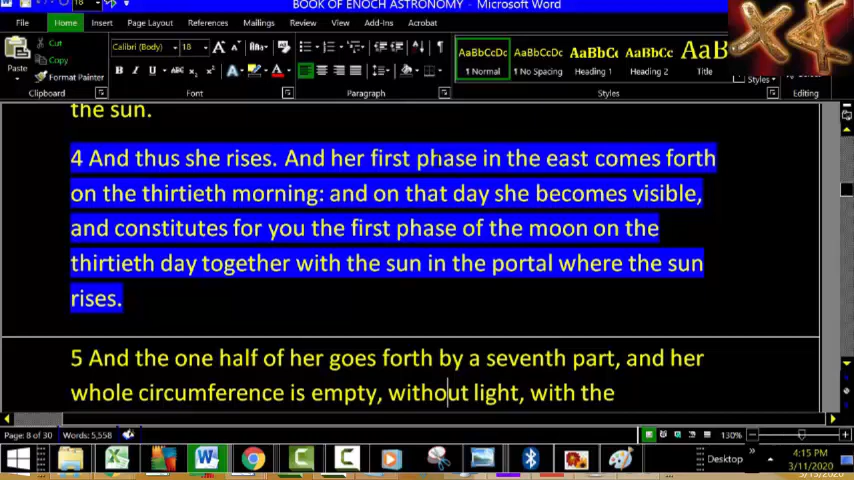 BOOK OF ENOCH ASTRONOMY - Microsoft Word
18
File
Home
Insert
Page Layout
References
Mailings
Review
View
Add-Ins
Acrobat
Paste
Cut
Copy
Format Painter
Clipboard
Calibri (Body)
18
Font
Paragraph
AaBbCcDc
¶ Normal
AaBbCcDc
¶ No Spacing
AaBbC
Heading 1
AaBbCc
Heading 2
AaB
Title
Styles
Styles
Editing
the sun.
4 And thus she rises. And her first phase in the east comes forth
on the thirtieth morning: and on that day she becomes visible,
and constitutes for you the first phase of the moon on the
thirtieth day together with the sun in the portal where the sun
rises.
5 And the one half of her goes forth by a seventh part, and her
whole circumference is empty, without light, with the
Page: 8 of 30
Words: 5,558
130%
Desktop
4:15 PM
3/11/2020